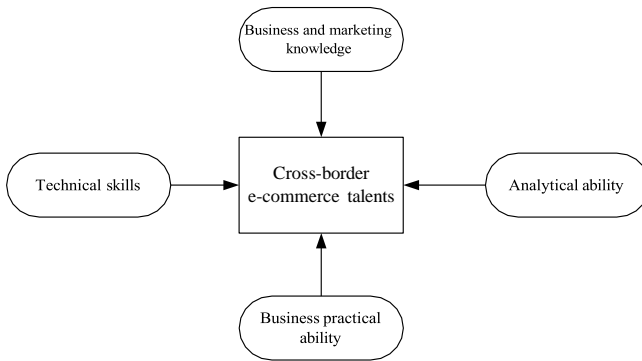 Business and marketing
knowledge
Technical skills
Cross-border
e-commerce talents
Analytical ability
Business practical
ability